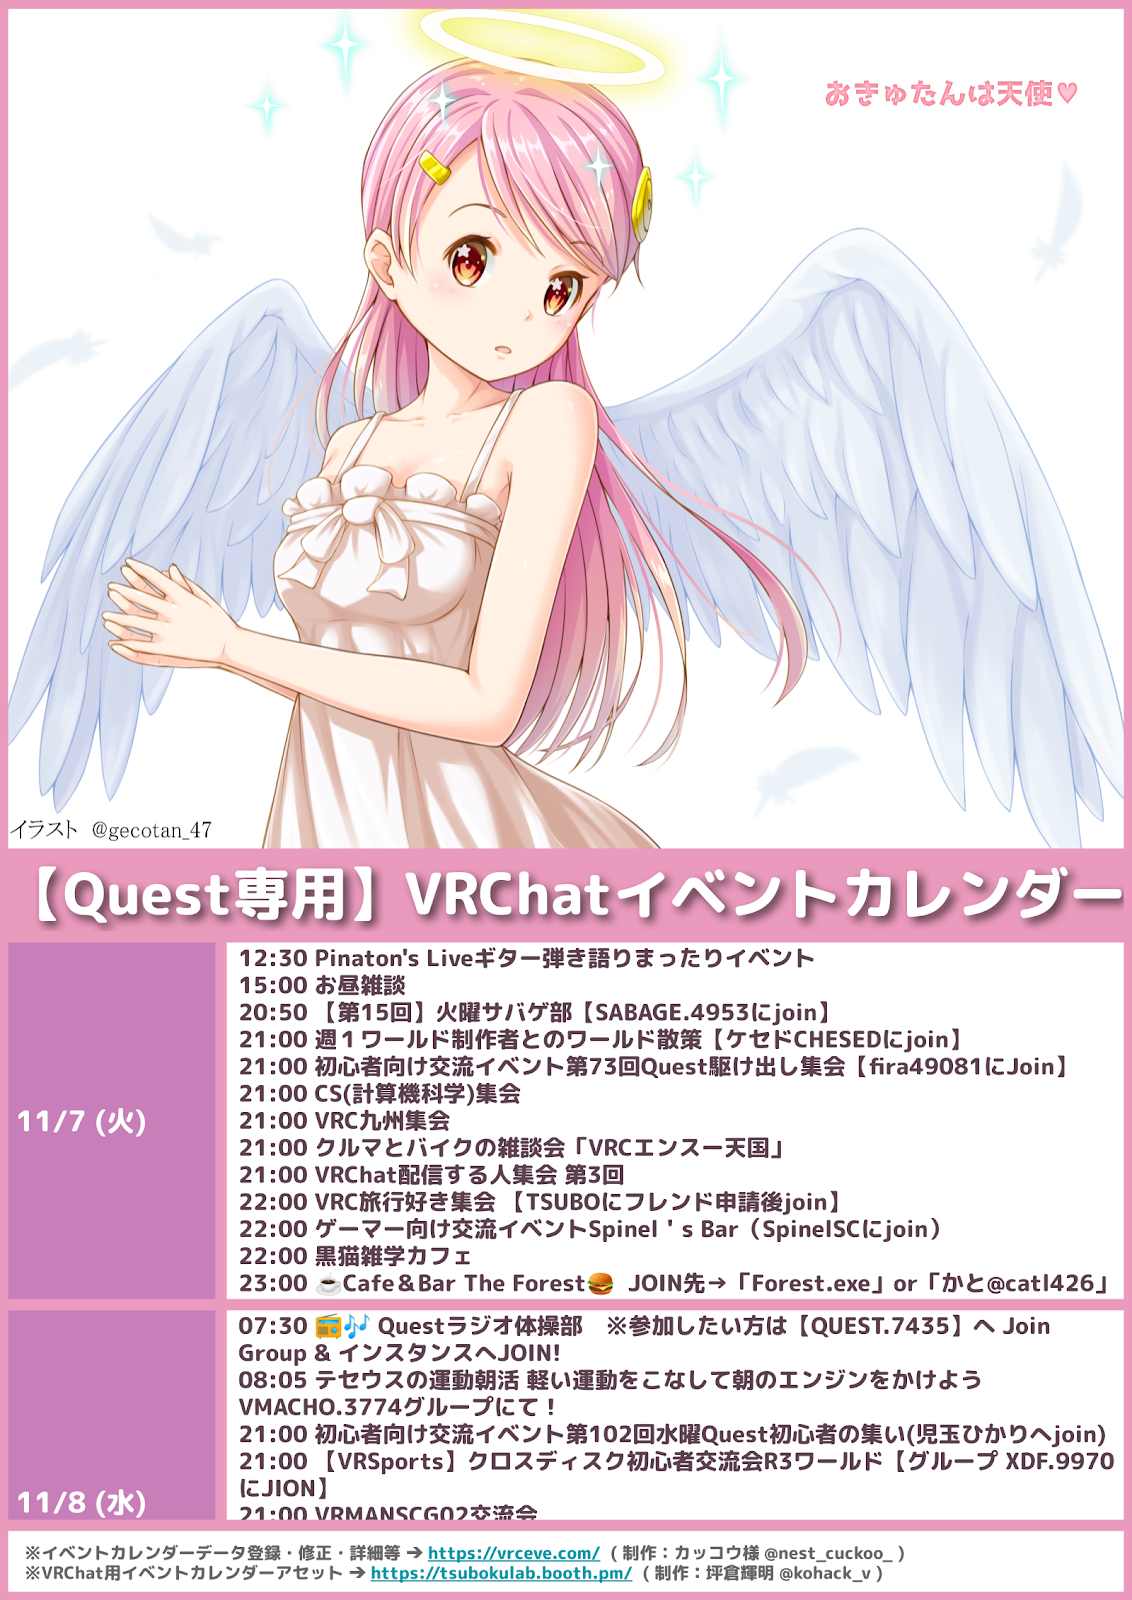 おきゅたんは天使♥
イラスト @gecotan_47
【Quest専用】VRChatイベントカレンダー
11/7 (火)
12:30 Pinaton's Liveギター弾き語りまったりイベント
15:00 お昼雑談
20:50 【第15回】火曜サバゲ部【SABAGE.4953にjoin】
21:00 週１ワールド制作者とのワールド散策【ケセドCHESEDにjoin】
21:00 初心者向け交流イベント第73回Quest駆け出し集会【fira49081にJoin】
21:00 CS(計算機科学)集会
21:00 VRC九州集会
21:00 クルマとバイクの雑談会「VRCエンスー天国」
21:00 VRChat配信する人集会 第3回
22:00 VRC旅行好き集会 【TSUBOにフレンド申請後join】
22:00 ゲーマー向け交流イベントSpinel ' s Bar（SpinelSCにjoin）
22:00 黒猫雑学カフェ
23:00 ☕Cafe＆Bar The Forest🍔 JOIN先→「Forest.exe」or「かと@catl426」
11/8 (水)
07:30 📻🎶 Questラジオ体操部　※参加したい方は【QUEST.7435】へ Join
Group & インスタンスへJOIN!
08:05 テセウスの運動朝活 軽い運動をこなして朝のエンジンをかけよう
VMACHO.3774グループにて！
21:00 初心者向け交流イベント第102回水曜Quest初心者の集い(児玉ひかりへjoin)
21:00 【VRSports】クロスディスク初心者交流会R3ワールド【グループ XDF.9970
にJION】
21:00 VRMANSCG02交流会
※イベントカレンダーデータ登録・修正・詳細等 ➔ https://vrceve.com/ （ 制作：カッコウ様 @nest_cuckoo_ ）
※VRChat用イベントカレンダーアセット ➔ https://tsubokulab.booth.pm/ （ 制作：坪倉輝明 @kohack_v ）